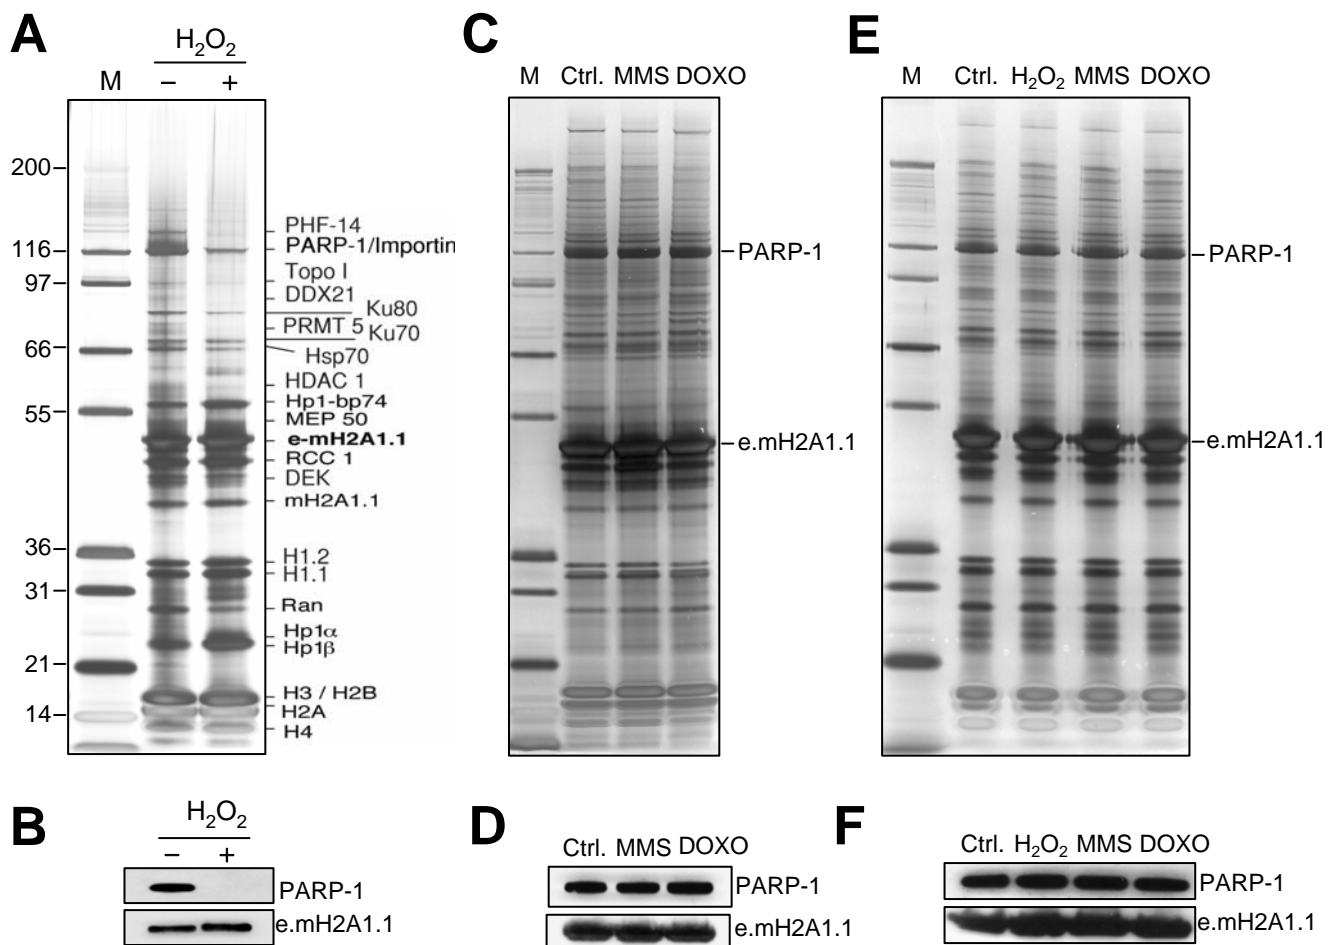 A
H2O2
M – +
200
116
97
66
55
36
31
21
14
PHF-14
PARP-1/Importin
Topo I
DDX21
Ku80
PRMT 5
Ku70
Hsp70
HDAC 1
Hp1-bp74
MEP 50
e-mH2A1.1
RCC 1
DEK
mH2A1.1
H1.2
H1.1
Ran
Hp1α
Hp1β
H3 / H2B
H2A
H4
C
M Ctrl. MMS DOXO
PARP-1
e.mH2A1.1
E
M Ctrl. H2O2 MMS DOXO
PARP-1
e.mH2A1.1
B
H2O2
– +
PARP-1
e.mH2A1.1
D
Ctrl. MMS DOXO
PARP-1
e.mH2A1.1
F
Ctrl. H2O2 MMS DOXO
PARP-1
e.mH2A1.1